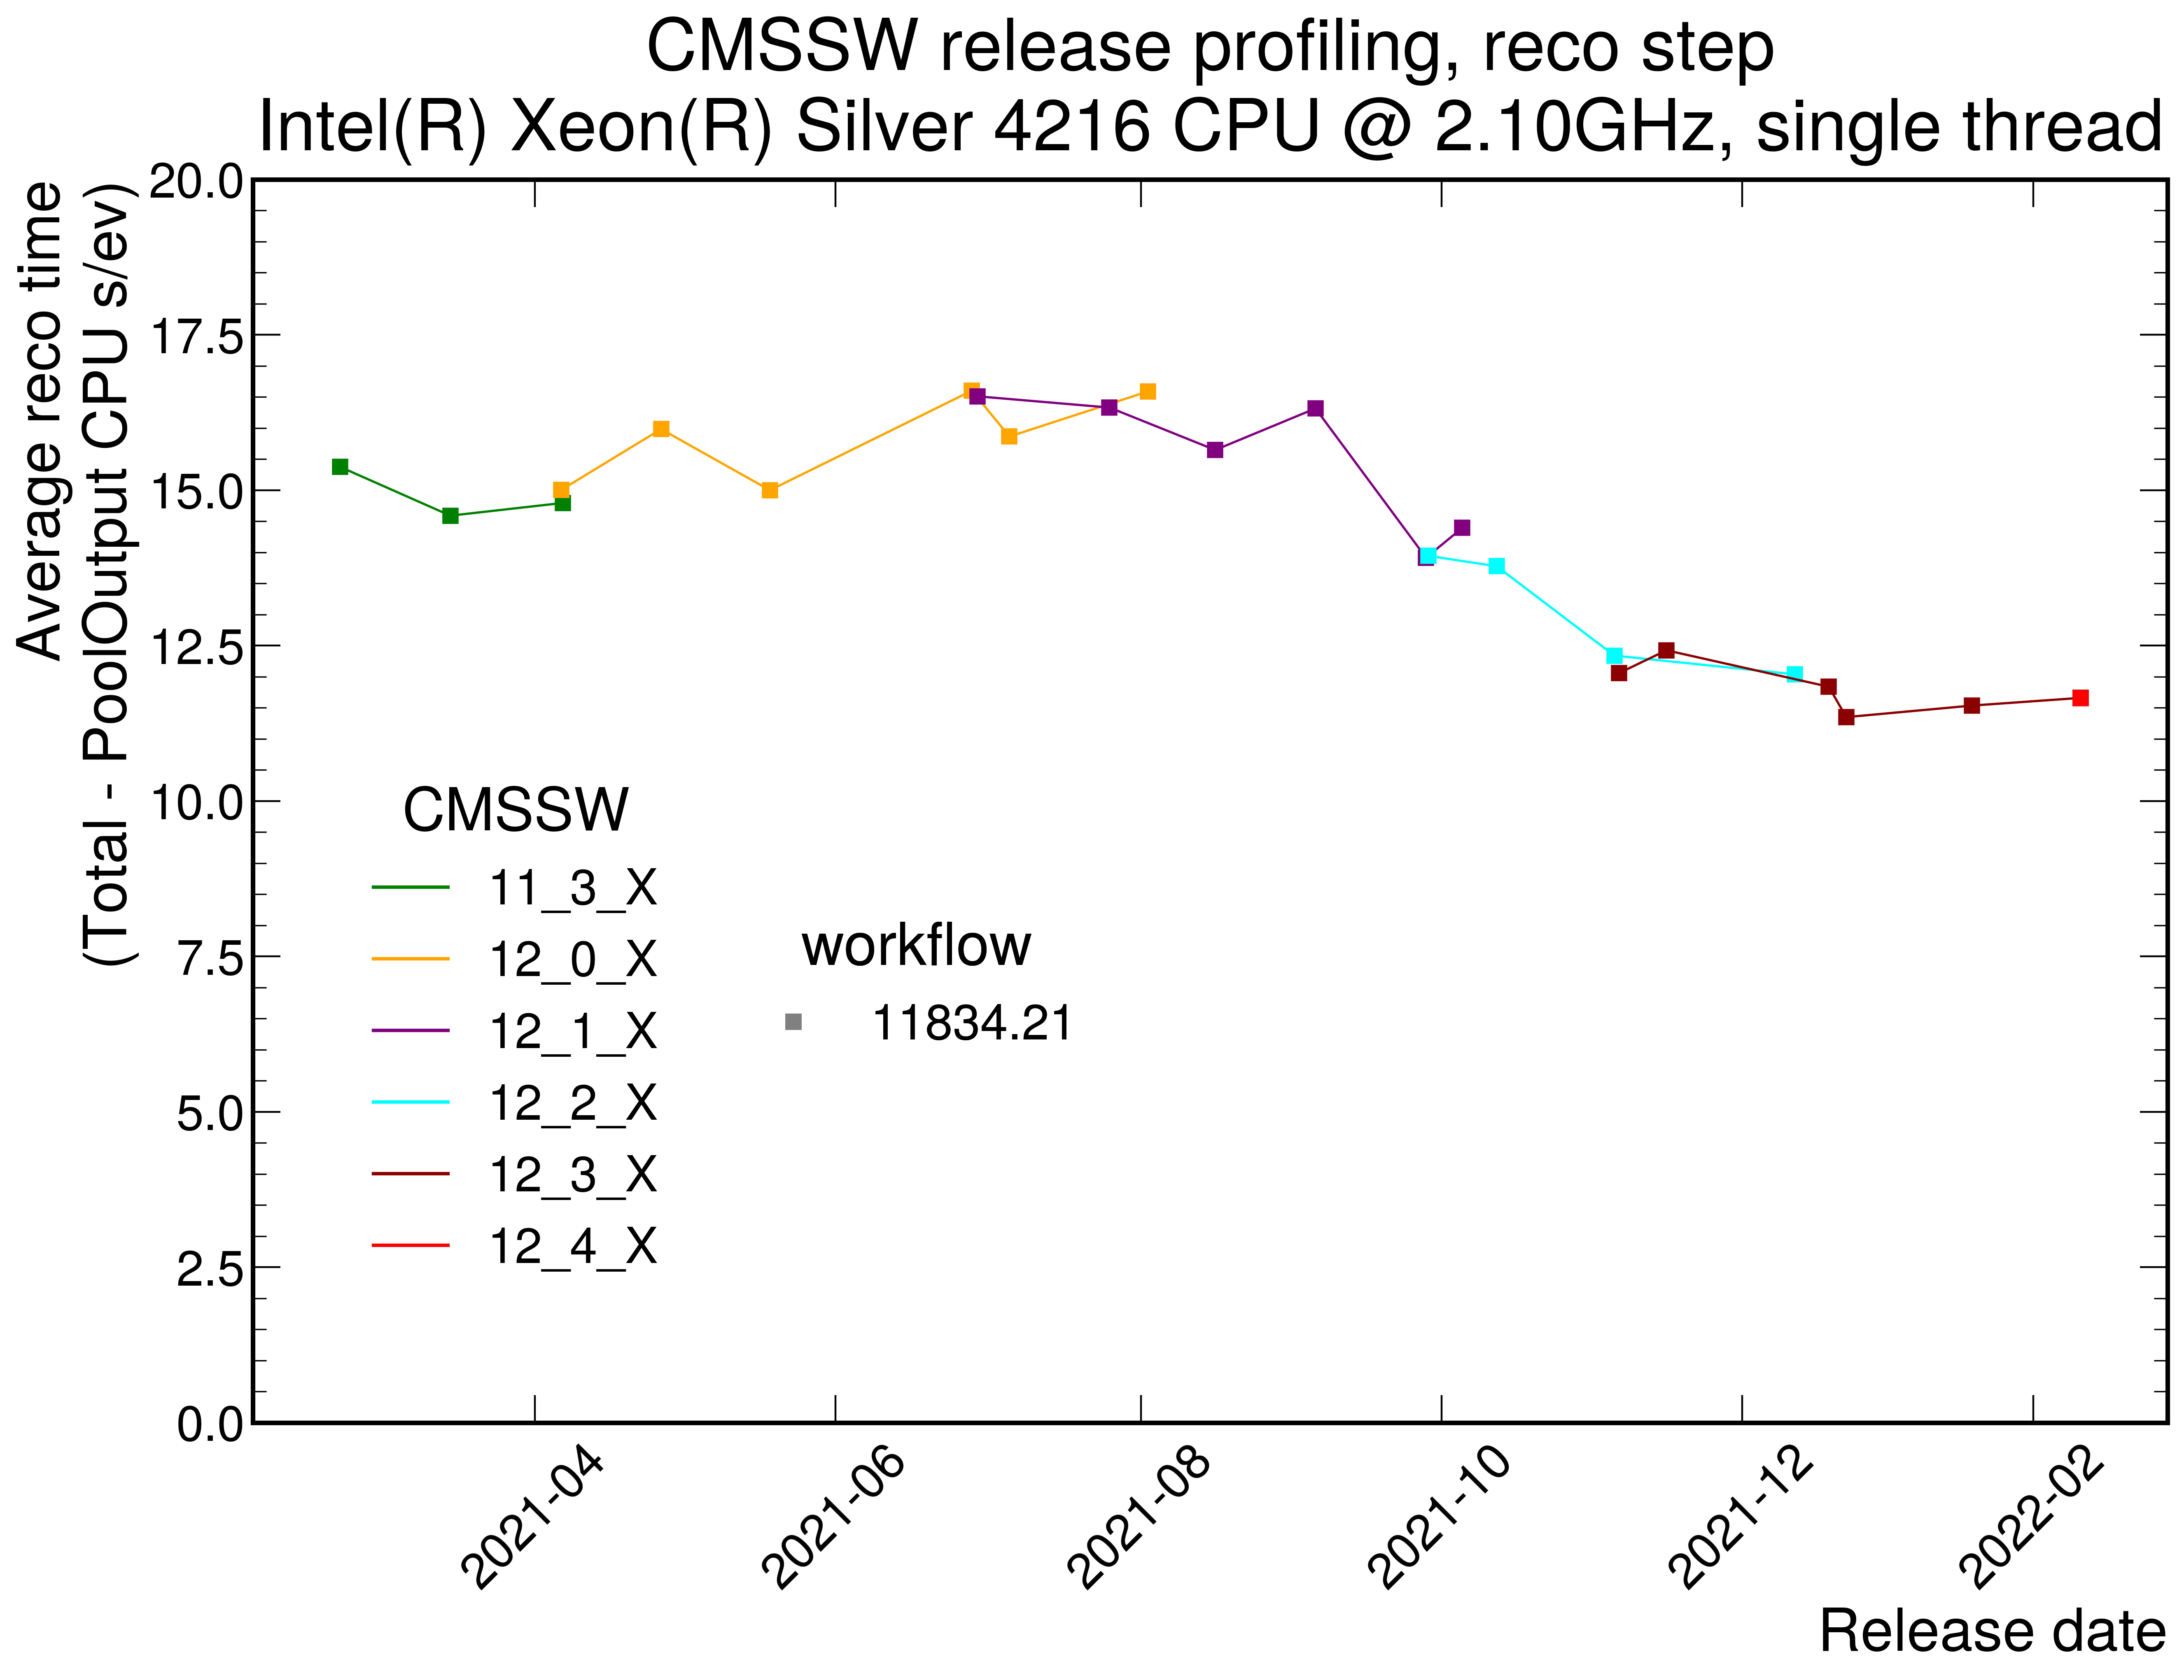 CMSSW release profiling, reco step
Intel(R) Xeon(R) Silver 4216 CPU @ 2.10GHz, single thread
Average reco time
(Total - PoolOutput CPU s/ev)
20.0
17.5
15.0
12.5
10.0
7.5
5.0
2.5
0.0
CMSSW
11_3_X
12_0_X
12_1_X
12_2_X
12_3_X
12_4_X
workflow
11834.21
2021-04
2021-06
2021-08
2021-10
2021-12
2022-02
Release date